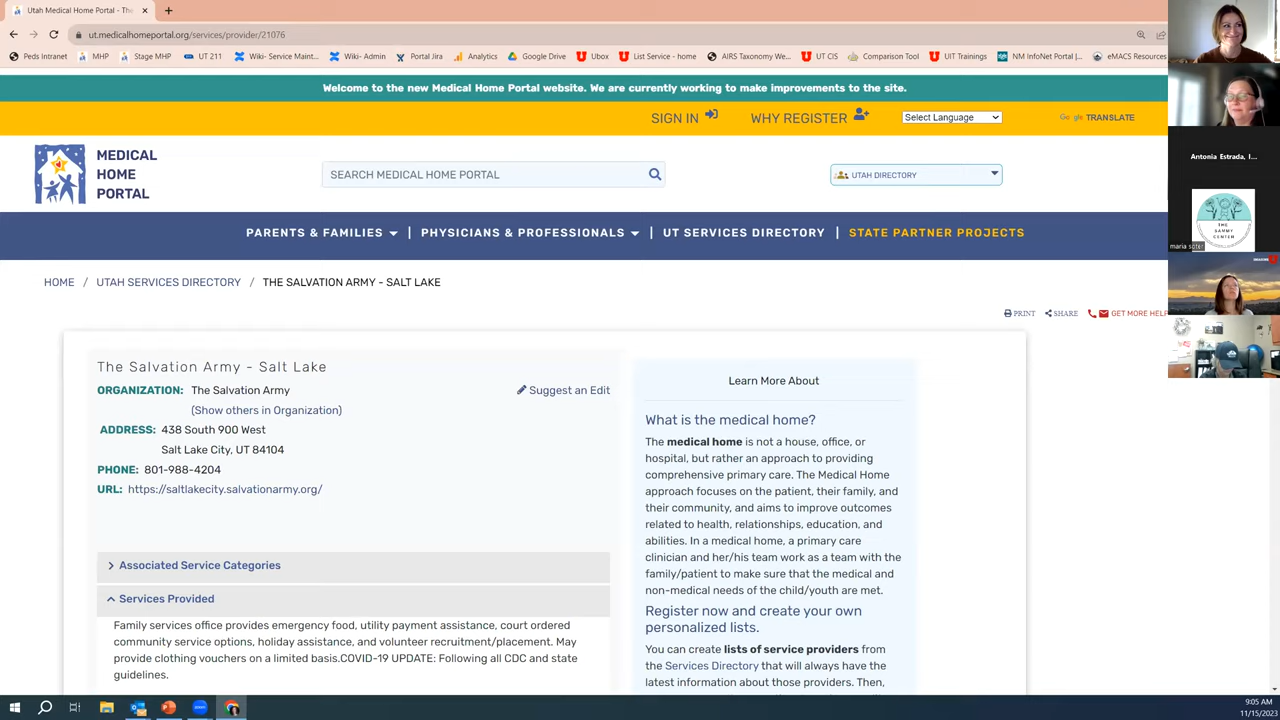 Utah Medical Home Portal - The
ut.medicalhomeportal.org/services/provider/21076
Peds Intranet
MHP
Stage MHP
UT 211
Wiki- Service Maint...
Wiki- Admin
Portal Jira
Analytics
Google Drive
Ubox
List Service - home
AIRS Taxonomy We...
UT CIS
Comparison Tool
UIT Trainings
NM InfoNet Portal |...
eMACS Resources
Welcome to the new Medical Home Portal website. We are currently working to make improvements to the site.
SIGN IN
WHY REGISTER
Select Language
Google TRANSLATE
MEDICAL
HOME
PORTAL
SEARCH MEDICAL HOME PORTAL
UTAH DIRECTORY
Antonia Estrada, I...
THE
SAMMY
CENTER
maria soter
PARENTS & FAMILIES | PHYSICIANS & PROFESSIONALS | UT SERVICES DIRECTORY / STATE PARTNER PROJECTS
HOME / UTAH SERVICES DIRECTORY / THE SALVATION ARMY - SALT LAKE
PRINT
SHARE
GET MORE HELP
The Salvation Army - Salt Lake
ORGANIZATION: The Salvation Army
Suggest an Edit
(Show others in Organization)
ADDRESS: 438 South 900 West
Salt Lake City, UT 84104
PHONE: 801-988-4204
URL: https://saltlakecity.salvationarmy.org/
Associated Service Categories
Services Provided
Family services office provides emergency food, utility payment assistance, court ordered
community service options, holiday assistance, and volunteer recruitment/placement. May
provide clothing vouchers on a limited basis.COVID-19 UPDATE: Following all CDC and state
guidelines.
Learn More About
What is the medical home?
The medical home is not a house, office, or
hospital, but rather an approach to providing
comprehensive primary care. The Medical Home
approach focuses on the patient, their family, and
their community, and aims to improve outcomes
related to health, relationships, education, and
abilities. In a medical home, a primary care
clinician and her/his team work as a team with the
family/patient to make sure that the medical and
non-medical needs of the child/youth are met.
Register now and create your own
personalized lists.
You can create lists of service providers from
the Services Directory that will always have the
latest information about those providers. Then,
9:05 AM
11/15/2023